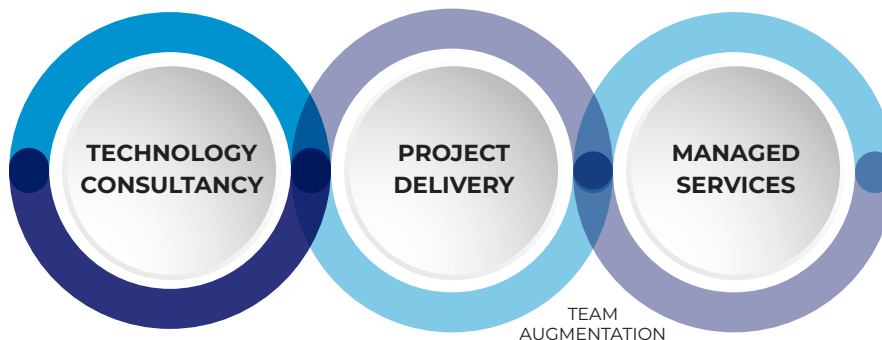 TECHNOLOGY
CONSULTANCY
PROJECT
DELIVERY
MANAGED
SERVICES
TEAM
AUGMENTATION